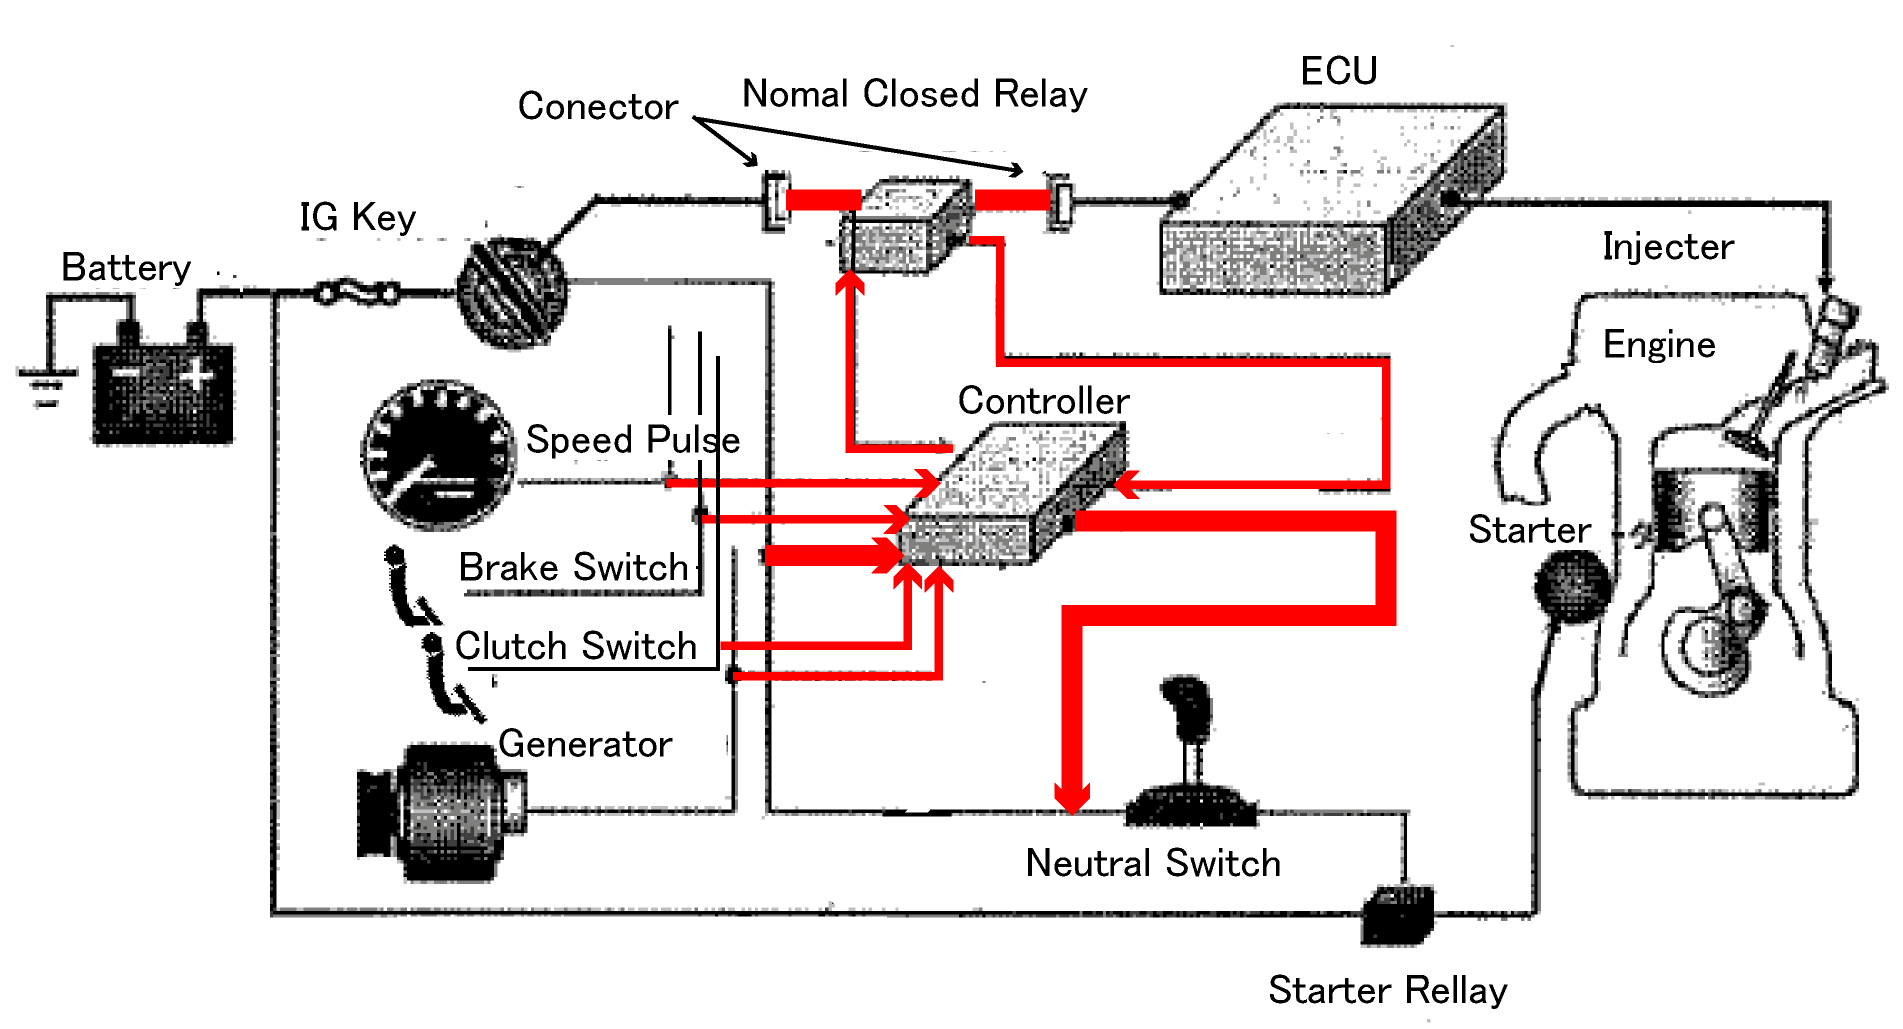 ECU
Nomal Closed Relay
Conector
IG Key
Injecter
Battery
Engine
Controller
Speed Pulse
Starter
Brake Switch
Clutch Switch
Generator
Neutral Switch
Starter Rellay